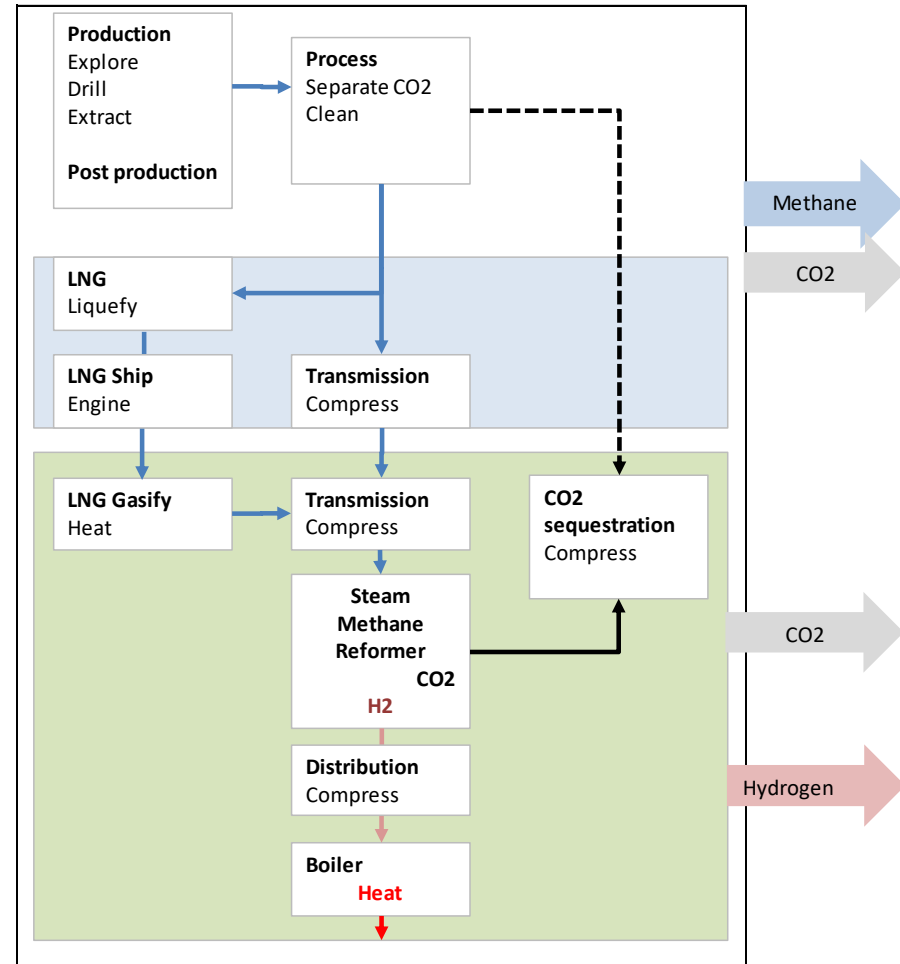 Production
Explore
Drill
Extract
Post production
Process
Separate CO2
Clean
Methane
CO2
LNG
Liquefy
LNG Ship
Engine
Transmission
Compress
LNG Gasify
Heat
Transmission
Compress
CO2
sequestration
Compress
Steam
Methane
Reformer
CO2
H2
CO2
Distribution
Compress
Hydrogen
Boiler
Heat